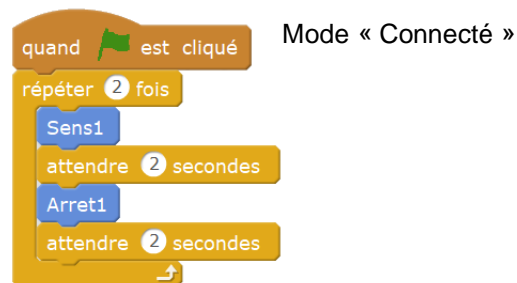 quand est cliqué
Mode « Connecté »
répéter 2 fois
Sens1
attendre 2 secondes
Arret1
attendre 2 secondes